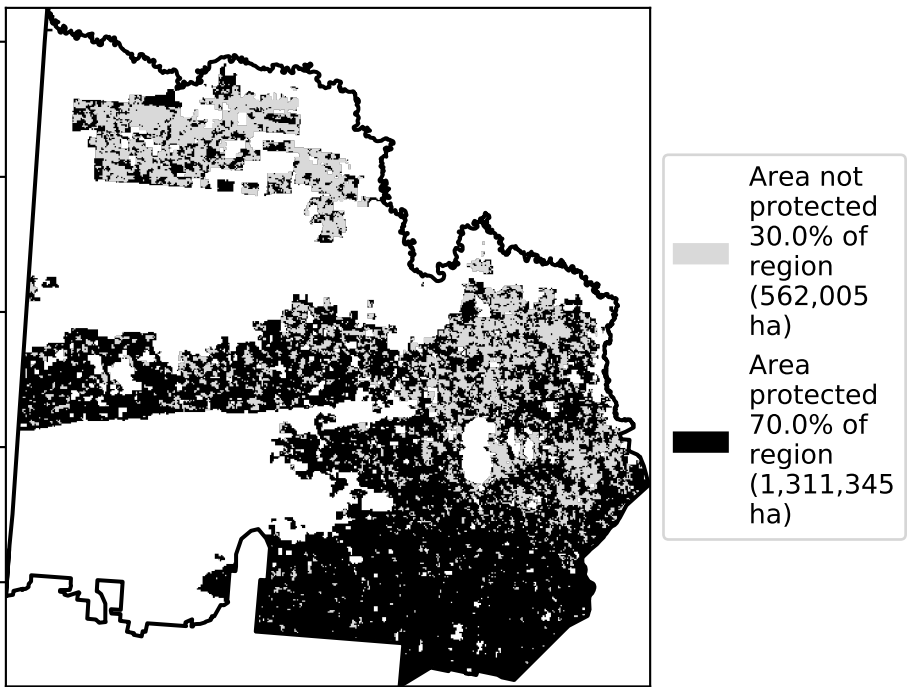 Area not
protected
30.0% of
region
(562,005
ha)
Area
protected
70.0% of
region
(1,311,345
ha)